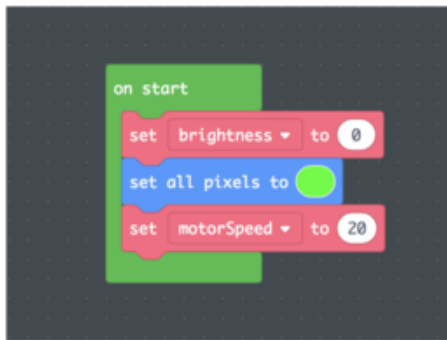 on start
set brightness to 0
set all pixels to
set motorSpeed to 20